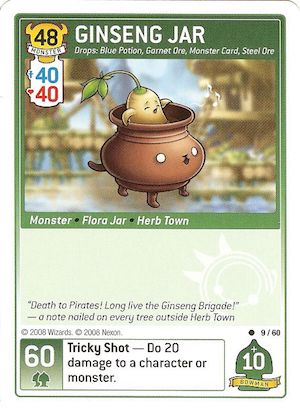 48
MONSTER
GINSENG JAR
Drops: Blue Potion, Garnet Ore, Monster Card, Steel Ore
40
40
Monster • Flora Jar • Herb Town
"Death to Pirates! Long live the Ginseng Brigade!"
— a note nailed on every tree outside Herb Town
© 2008 Wizards. © 2008 Nexon.
9 / 60
60
Tricky Shot — Do 20
damage to a character or
monster.
10
BOWMAN